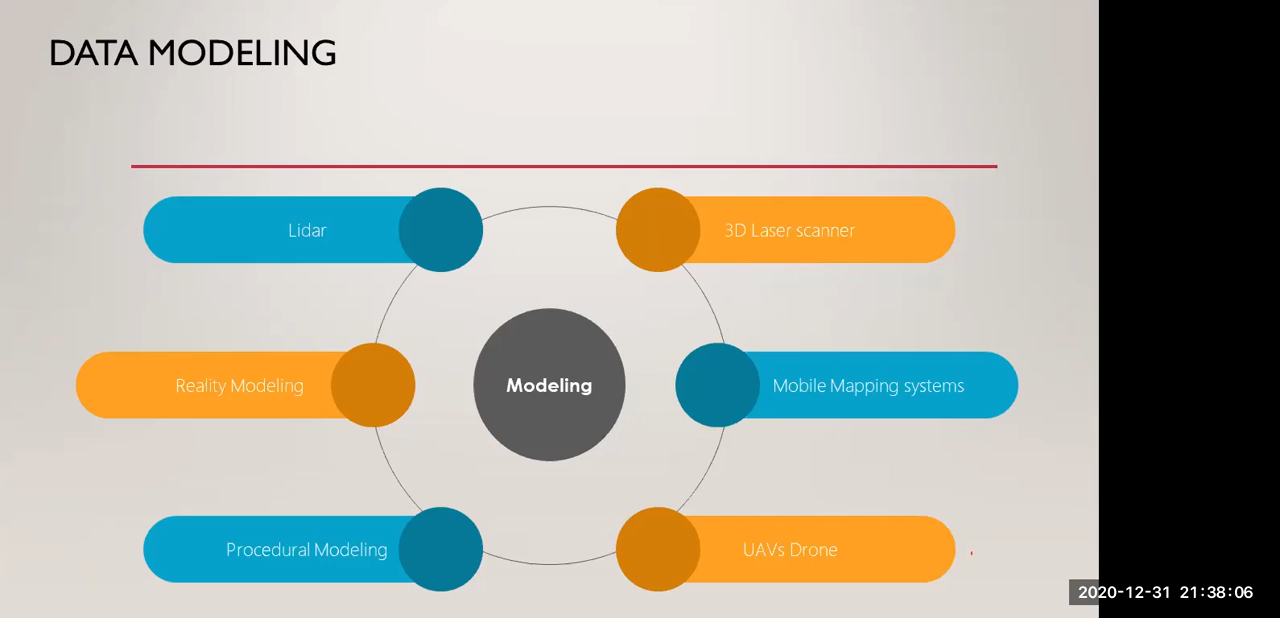 DATA MODELING
Lidar
3D Laser scanner
Reality Modeling
Modeling
Mobile Mapping systems
Procedural Modeling
UAVs Drone
2020-12-31 21:38:06